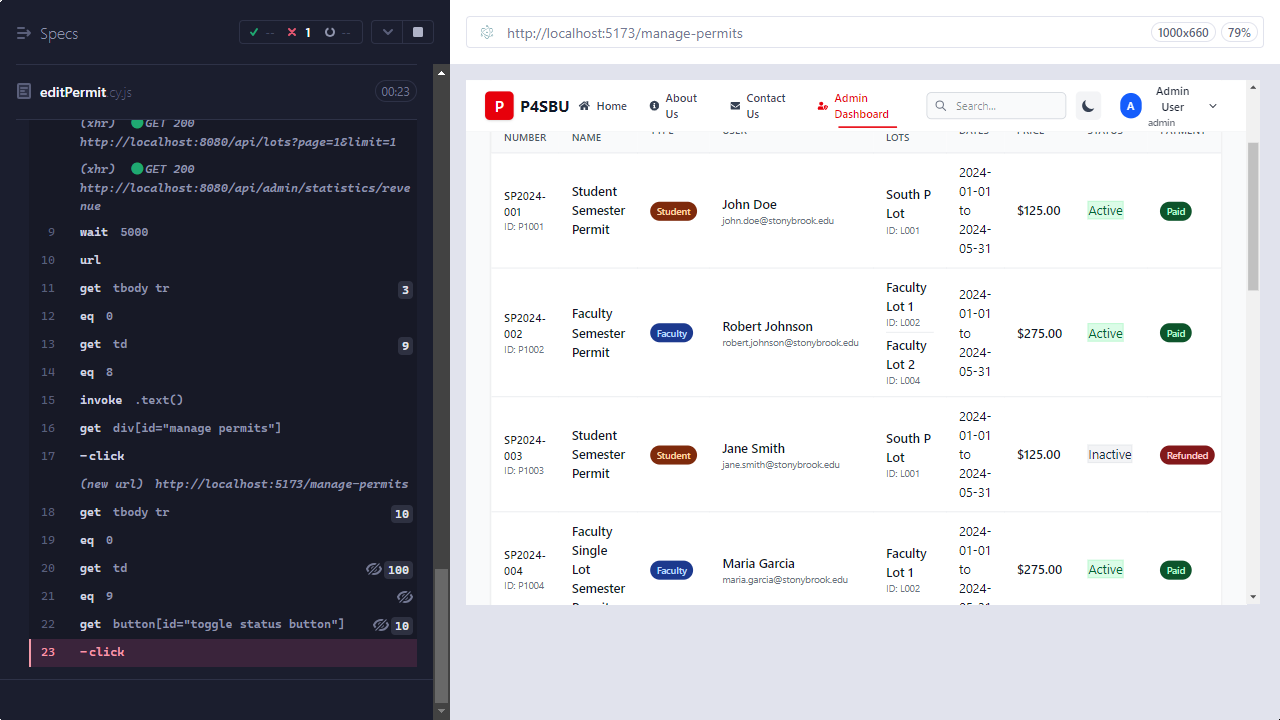 Specs
--
1
--
http://localhost:5173/manage-permits
1000x660
79%
editPermit.cy.js
00:23
(xhr) GET 200
http://localhost:8080/api/lots?page=1&limit=1
(xhr) GET 200
http://localhost:8080/api/admin/statistics/reve
nue
9 wait 5000
10 url
11 get tbody tr 3
12 eq 0
13 get td 9
14 eq 8
15 invoke .text()
16 get div[id="manage permits"]
17 -click
(new url) http://localhost:5173/manage-permits
18 get tbody tr 10
19 eq 0
20 get td 100
21 eq 9
22 get button[id="toggle status button"] 10
23 -click
P P4SBU
Home
About
Us
Contact
Us
Admin
Dashboard
Search...
A
Admin
User
admin
NUMBER NAME TYPE USER LOTS DATES PRICE STATUS PAYMENT
SP2024-
001
ID: P1001
Student
Semester
Permit
Student
John Doe
john.doe@stonybrook.edu
South P
Lot
ID: L001
2024-
01-01
to
2024-
05-31
$125.00
Active
Paid
SP2024-
002
ID: P1002
Faculty
Semester
Permit
Faculty
Robert Johnson
robert.johnson@stonybrook.edu
Faculty
Lot 1
ID: L002
Faculty
Lot 2
ID: L004
2024-
01-01
to
2024-
05-31
$275.00
Active
Paid
SP2024-
003
ID: P1003
Student
Semester
Permit
Student
Jane Smith
jane.smith@stonybrook.edu
South P
Lot
ID: L001
2024-
01-01
to
2024-
05-31
$125.00
Inactive
Refunded
SP2024-
004
ID: P1004
Faculty
Single
Lot
Semester
Permit
Faculty
Maria Garcia
maria.garcia@stonybrook.edu
Faculty
Lot 1
ID: L002
2024-
01-01
to
2024-
05-31
$275.00
Active
Paid